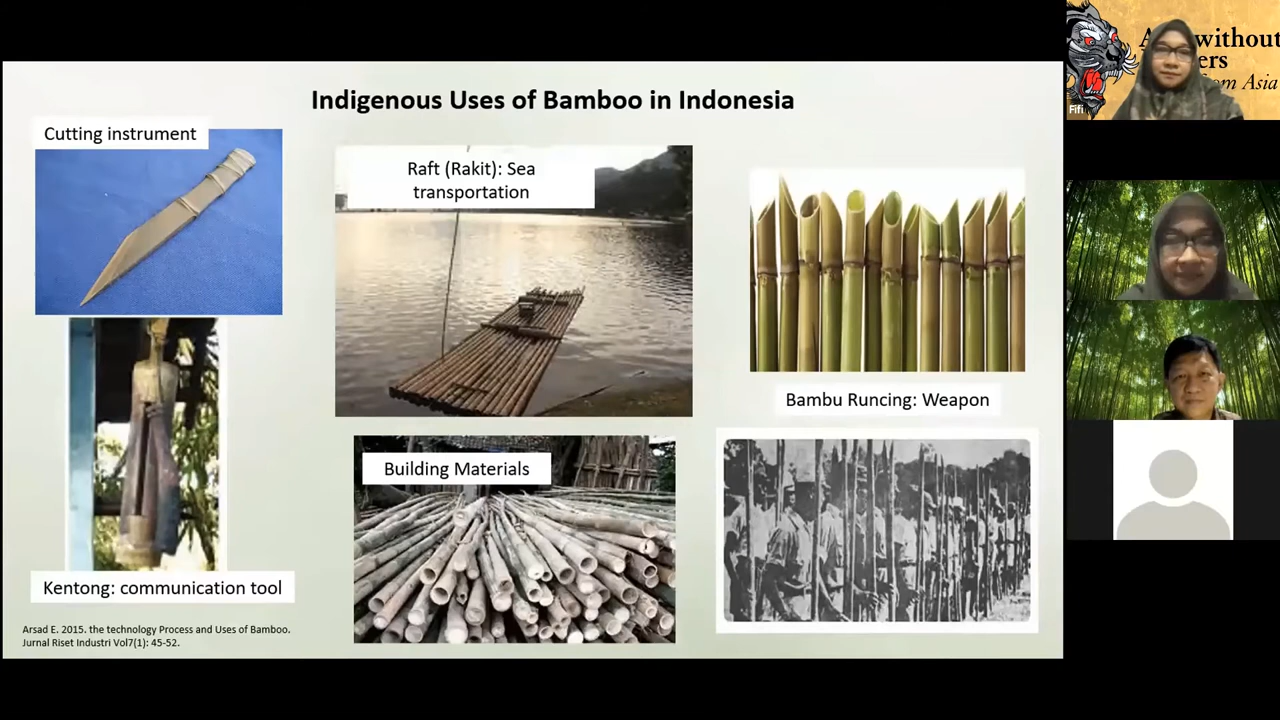 Indigenous Uses of Bamboo in Indonesia
Cutting instrument
Raft (Rakit): Sea
transportation
Bambu Runcing: Weapon
Building Materials
Kentong: communication tool
Arsad E. 2015. the technology Process and Uses of Bamboo.
Jurnal Riset Industri Vol7(1): 45-52.
without
Asia
Fifi